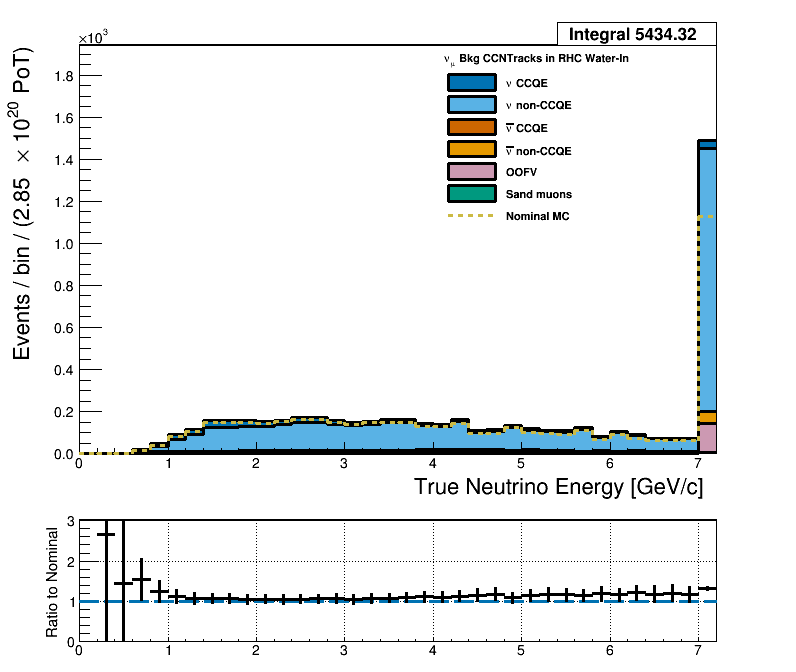 Integral 5434.32
×10³
ν_μ Bkg CCNTracks in RHC Water-In
ν CCQE
ν non-CCQE
ν̅ CCQE
ν̅ non-CCQE
OOFV
Sand muons
Nominal MC
Events / bin / (2.85 × 10²⁰ PoT)
1.8
1.6
1.4
1.2
1.0
0.8
0.6
0.4
0.2
0.0
0 1 2 3 4 5 6 7
True Neutrino Energy [GeV/c]
Ratio to Nominal
3
2
1
0
0 1 2 3 4 5 6 7